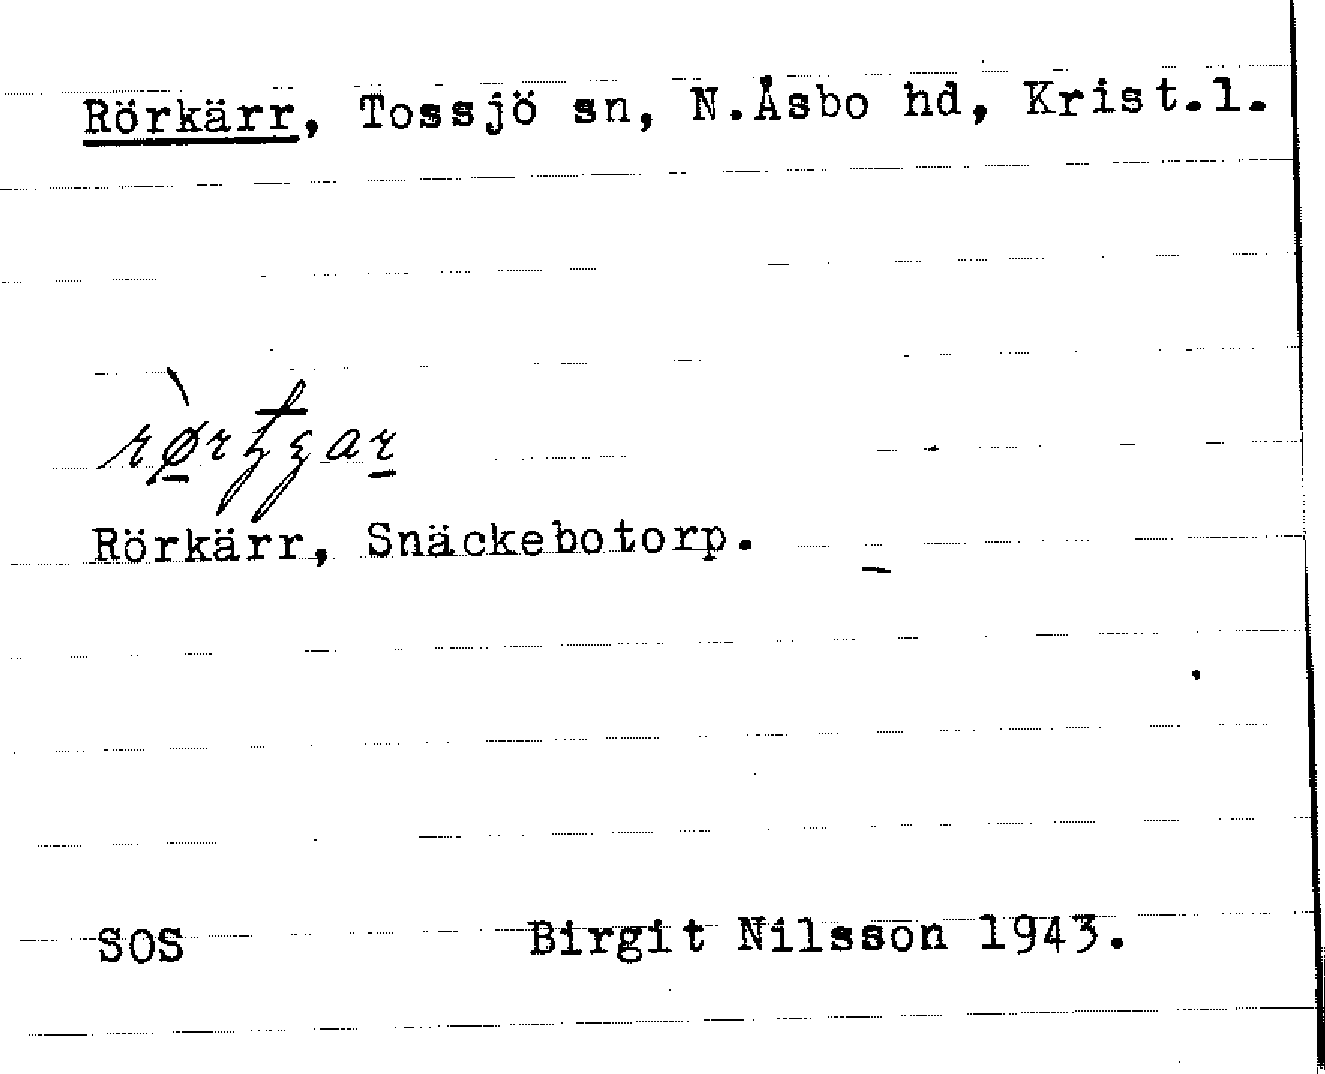 Rörkärr, Tossjö sn, N.Åsbo hd, Krist.l.
Rörkärr, Snäckebotorp.
SOS Birgit Nilsson 1943.